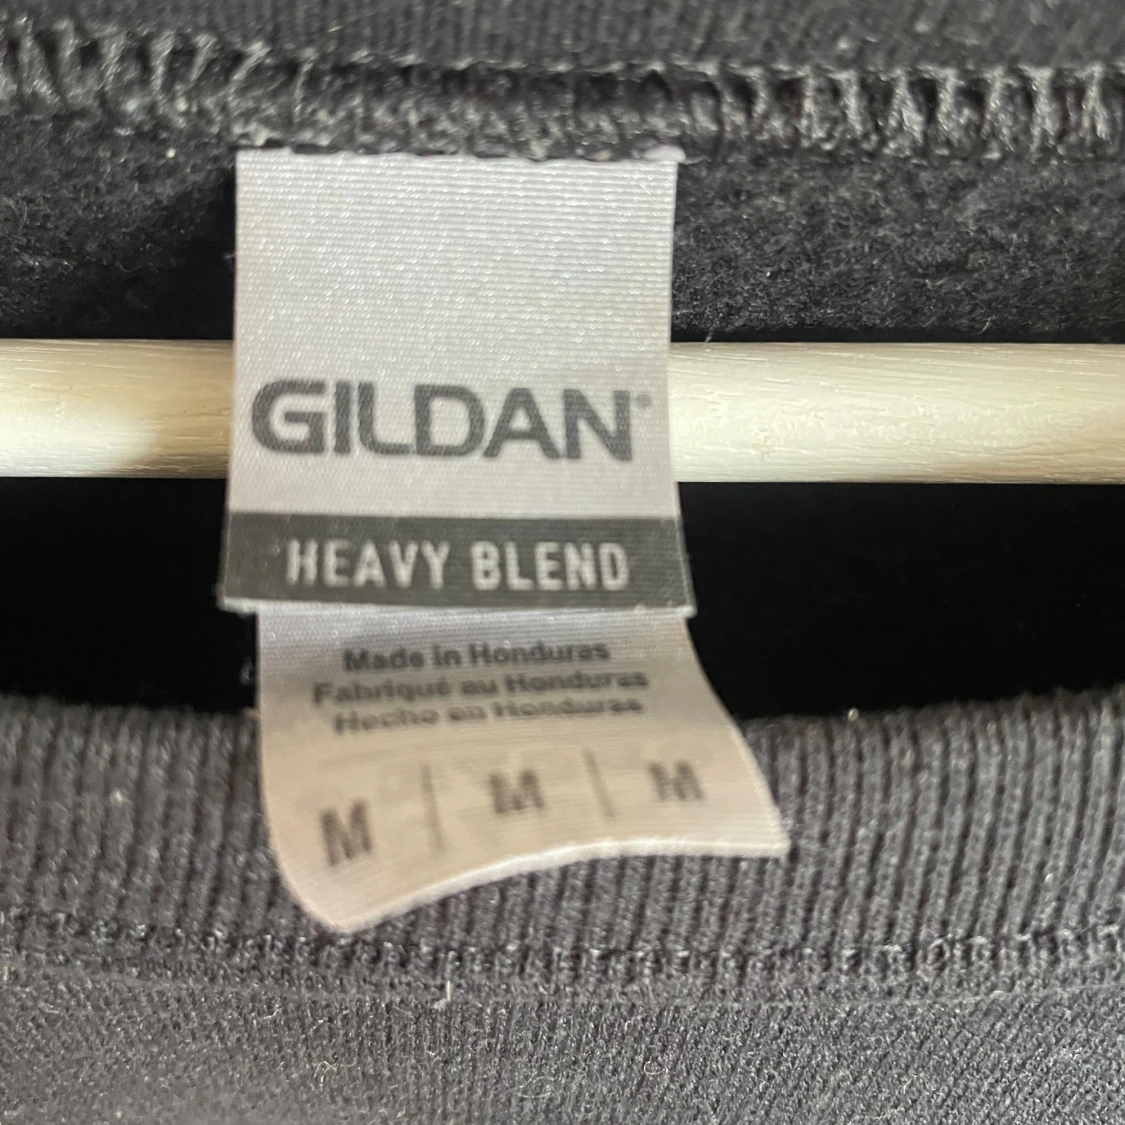 GILDAN®
HEAVY BLEND
Made in Honduras
Fabriqué au Honduras
Hecho en Honduras
M | M | M